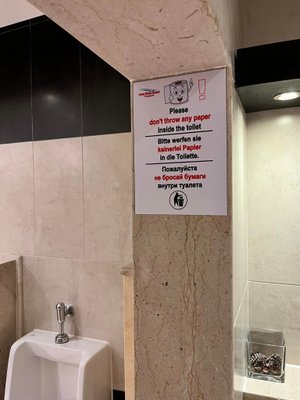 Please
don't throw any paper
inside the toilet
Bitte werfen sie
keinerlei Papier
in die Toilette.
Пожалуйста
не бросай бумаги
внутри туалета